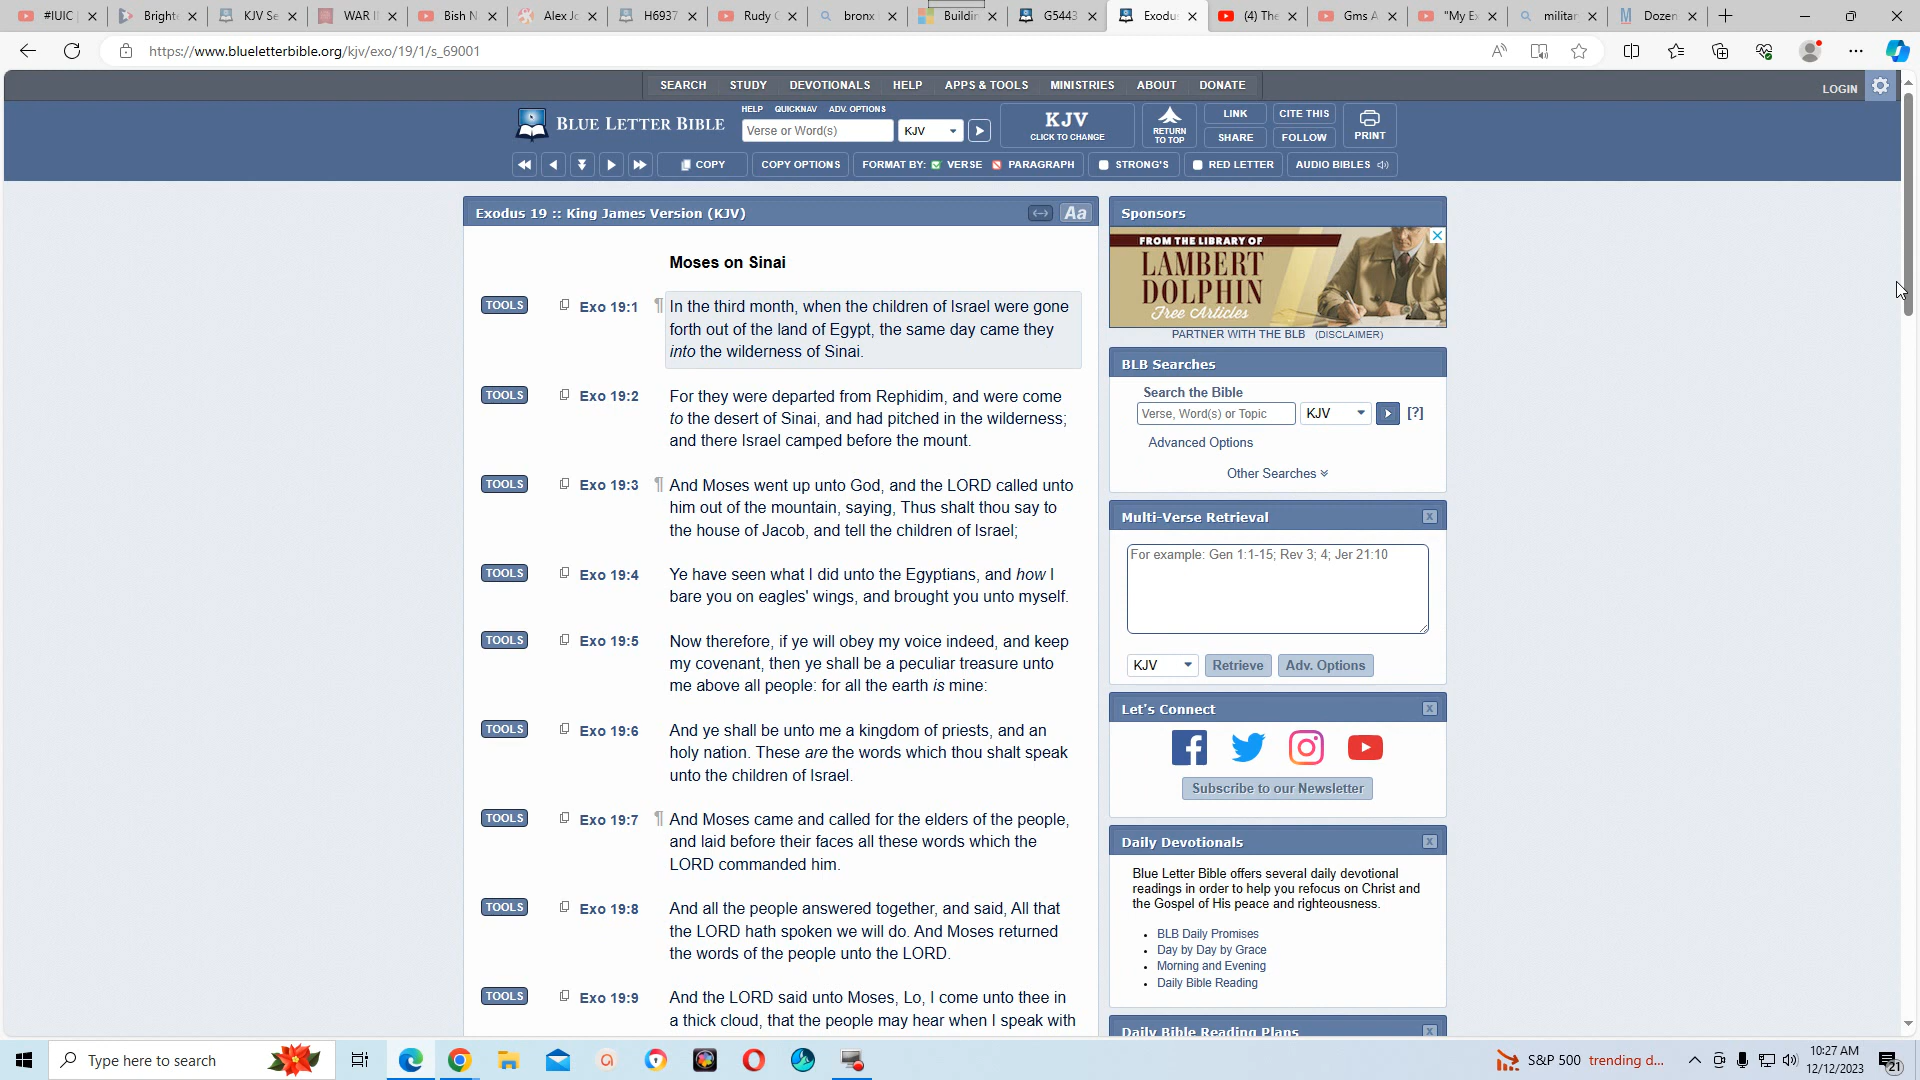 #IUIC
Bright
KJV Se
WAR I
Bish N
Alex Jo
H6937
Rudy G
bronx
Buildin
G5443
Exodu
(4) The
Gms A
"My E
militar
Dozen
https://www.blueletterbible.org/kjv/exo/19/1/s_69001
SEARCH STUDY DEVOTIONALS HELP APPS & TOOLS MINISTRIES ABOUT DONATE
LOGIN
BLUE LETTER BIBLE
HELP QUICKNAV ADV. OPTIONS
Verse or Word(s)
KJV
KJV
CLICK TO CHANGE
RETURN
TO TOP
LINK
CITE THIS
SHARE
FOLLOW
PRINT
COPY
COPY OPTIONS
FORMAT BY: VERSE PARAGRAPH
STRONG'S
RED LETTER
AUDIO BIBLES
Exodus 19 :: King James Version (KJV)
Aa
Moses on Sinai
TOOLS Exo 19:1 ¶ In the third month, when the children of Israel were gone
forth out of the land of Egypt, the same day came they
into the wilderness of Sinai.
TOOLS Exo 19:2 For they were departed from Rephidim, and were come
to the desert of Sinai, and had pitched in the wilderness;
and there Israel camped before the mount.
TOOLS Exo 19:3 ¶ And Moses went up unto God, and the LORD called unto
him out of the mountain, saying, Thus shalt thou say to
the house of Jacob, and tell the children of Israel;
TOOLS Exo 19:4 Ye have seen what I did unto the Egyptians, and how I
bare you on eagles' wings, and brought you unto myself.
TOOLS Exo 19:5 Now therefore, if ye will obey my voice indeed, and keep
my covenant, then ye shall be a peculiar treasure unto
me above all people: for all the earth is mine:
TOOLS Exo 19:6 And ye shall be unto me a kingdom of priests, and an
holy nation. These are the words which thou shalt speak
unto the children of Israel.
TOOLS Exo 19:7 ¶ And Moses came and called for the elders of the people,
and laid before their faces all these words which the
LORD commanded him.
TOOLS Exo 19:8 And all the people answered together, and said, All that
the LORD hath spoken we will do. And Moses returned
the words of the people unto the LORD.
TOOLS Exo 19:9 And the LORD said unto Moses, Lo, I come unto thee in
a thick cloud, that the people may hear when I speak with
Sponsors
FROM THE LIBRARY OF
LAMBERT
DOLPHIN
Free Articles
PARTNER WITH THE BLB (DISCLAIMER)
BLB Searches
Search the Bible
Verse, Word(s) or Topic
KJV
[?]
Advanced Options
Other Searches
Multi-Verse Retrieval
For example: Gen 1:1-15; Rev 3; 4; Jer 21:10
KJV
Retrieve
Adv. Options
Let's Connect
Subscribe to our Newsletter
Daily Devotionals
Blue Letter Bible offers several daily devotional
readings in order to help you refocus on Christ and
the Gospel of His peace and righteousness.
• BLB Daily Promises
• Day by Day by Grace
• Morning and Evening
• Daily Bible Reading
Daily Bible Reading Plans
Type here to search
S&P 500 trending d...
10:27 AM
12/12/2023
21